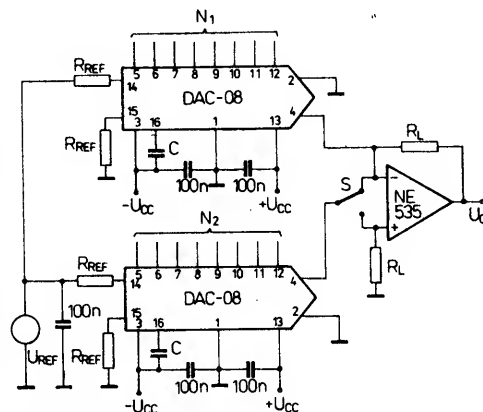 N1
RREF
5 6 7 8 9 10 11 12
14
2
DAC-08
15
4
3 16 1 13
RREF
C
100n 100n
-UCC
+UCC
RL
S
−
NE
535
+
RL
N2
RREF
5 6 7 8 9 10 11 12
14
4
DAC-08
15
2
3 16 1 13
100n
UREF
RREF
C
100n 100n
-UCC
+UCC